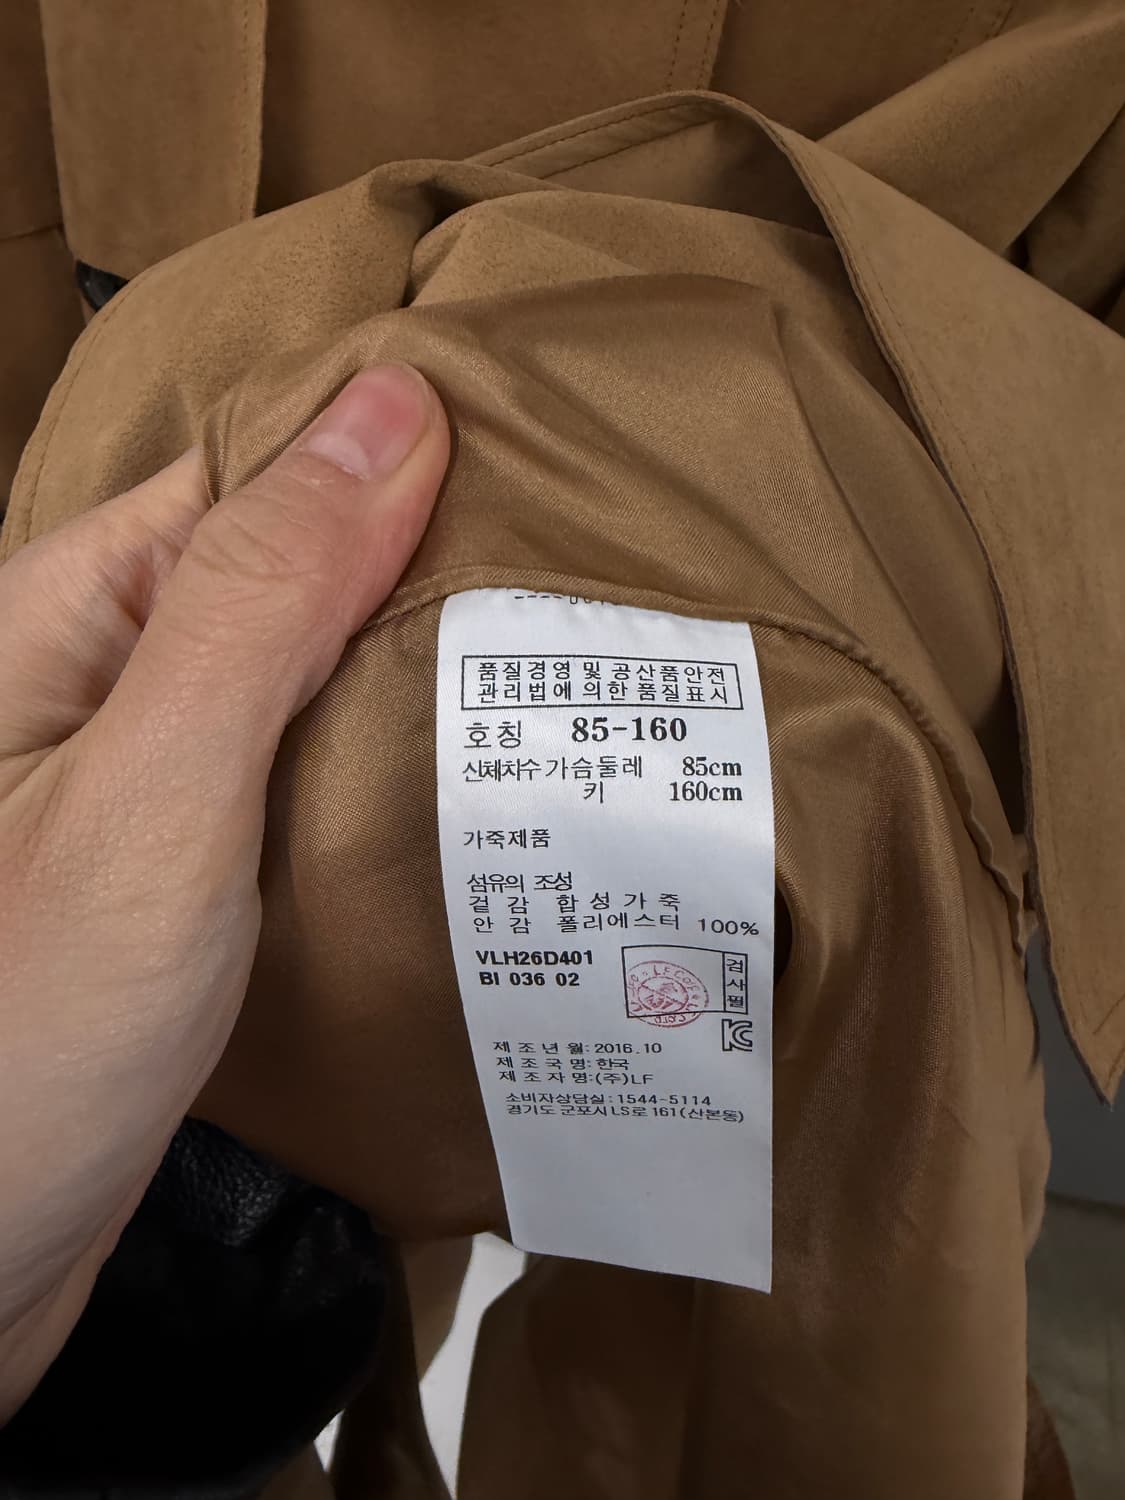 품질경영 및 공산품안전
관리법에 의한 품질표시
호칭 85-160
신체치수 가슴둘레 85cm
키 160cm
가죽제품
섬유의 조성
겉 감 합 성 가 죽
안 감 폴리에스터 100%
VLH26D401
BI 036 02
검사필
제 조 년 월: 2016.10
제 조 국 명: 한국
제 조 자 명:(주)LF
소비자상담실:1544-5114
경기도 군포시 LS로 161(산본동)